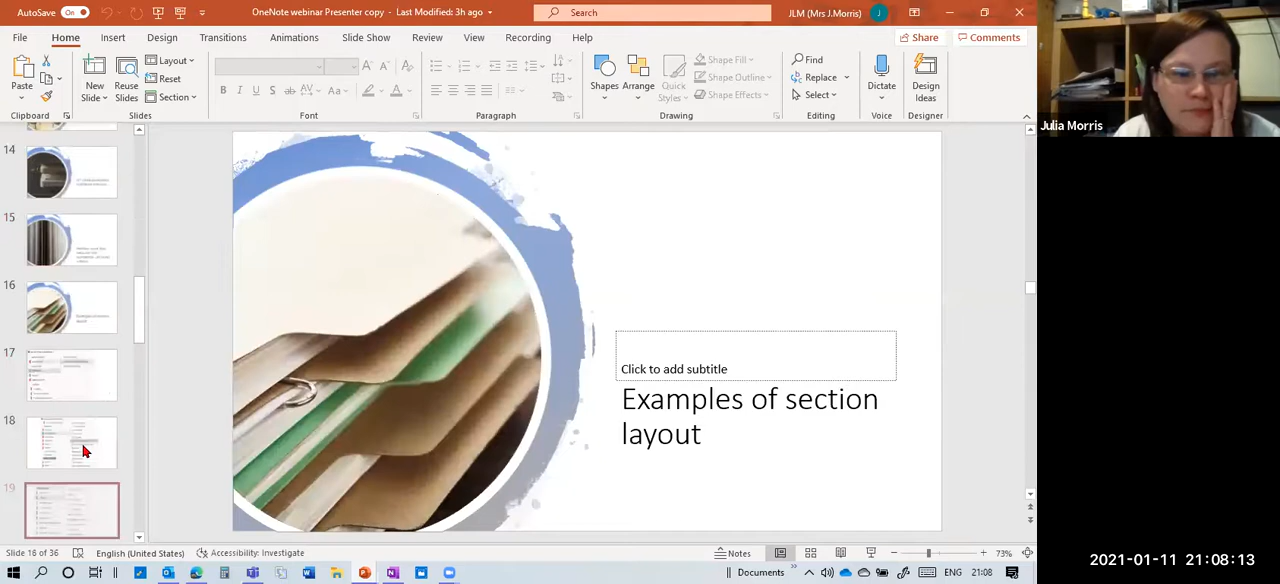 AutoSave On OneNote webinar Presenter copy - Last Modified: 3h ago Search JLM (Mrs J.Morris) J
File Home Insert Design Transitions Animations Slide Show Review View Recording Help Share Comments
Paste
Clipboard
New
Slide
Reuse
Slides
Layout
Reset
Section
Slides
B I U S ab AV Aa A
Font
Paragraph
Shapes
Arrange
Quick
Styles
Shape Fill
Shape Outline
Shape Effects
Drawing
Find
Replace
Select
Editing
Dictate
Voice
Design
Ideas
Designer
Julia Morris
14
15
16
17
18
19
Click to add subtitle
Examples of section
layout
Slide 16 of 36 English (United States) Accessibility: Investigate Notes 73%
Documents ENG 21:08
2021-01-11 21:08:13